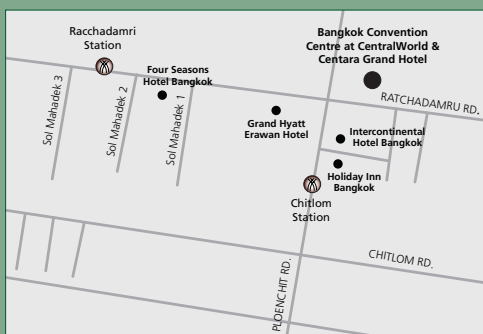 Racchadamri
Station
Bangkok Convention
Centre at CentralWorld &
Centara Grand Hotel
Four Seasons
Hotel Bangkok
Sol Mahadek 3
Sol Mahadek 2
Sol Mahadek 1
RATCHADAMRU RD.
Grand Hyatt
Erawan Hotel
Intercontinental
Hotel Bangkok
Holiday Inn
Bangkok
Chitlom
Station
CHITLOM RD.
PLOENCHIT RD.